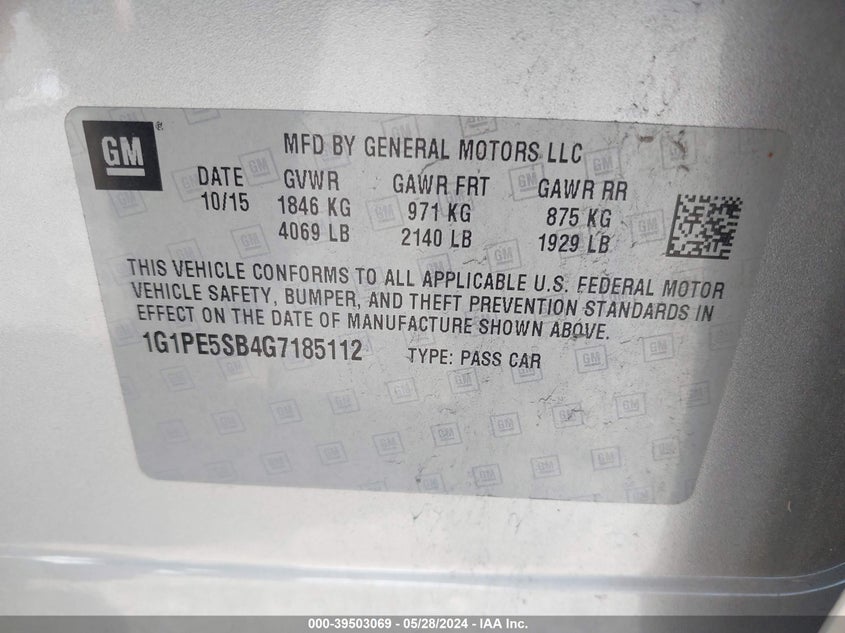 GM
MFD BY GENERAL MOTORS LLC
DATE GVWR GAWR FRT GAWR RR
10/15 1846 KG 971 KG 875 KG
4069 LB 2140 LB 1929 LB
THIS VEHICLE CONFORMS TO ALL APPLICABLE U.S. FEDERAL MOTOR
VEHICLE SAFETY, BUMPER, AND THEFT PREVENTION STANDARDS IN
EFFECT ON THE DATE OF MANUFACTURE SHOWN ABOVE.
1G1PE5SB4G7185112 TYPE: PASS CAR
000-39503069 | 05/28/2024 | IAA Inc.